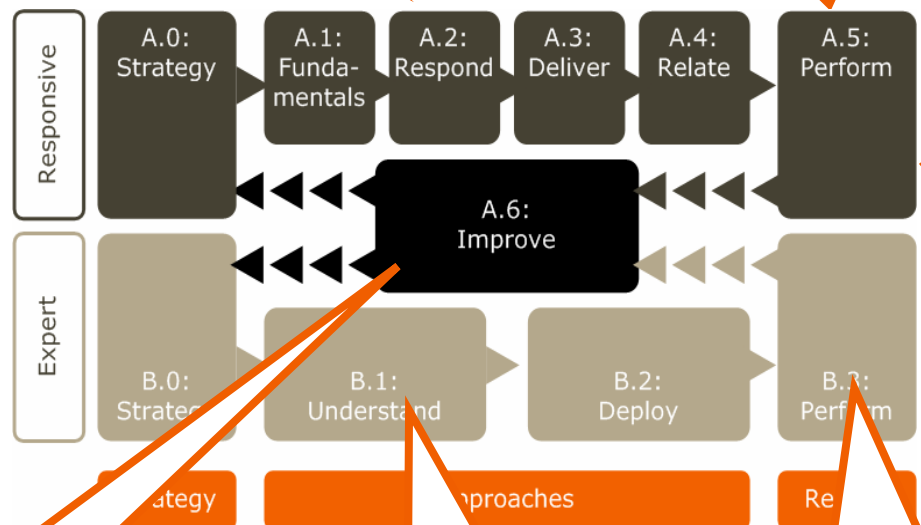 Responsive
A.0:
Strategy
A.1:
Funda-
mentals
A.2:
Respond
A.3:
Deliver
A.4:
Relate
A.5:
Perform
A.6:
Improve
Expert
B.0:
B.1:
Understand
B.2:
Deploy
B.3:
Perform